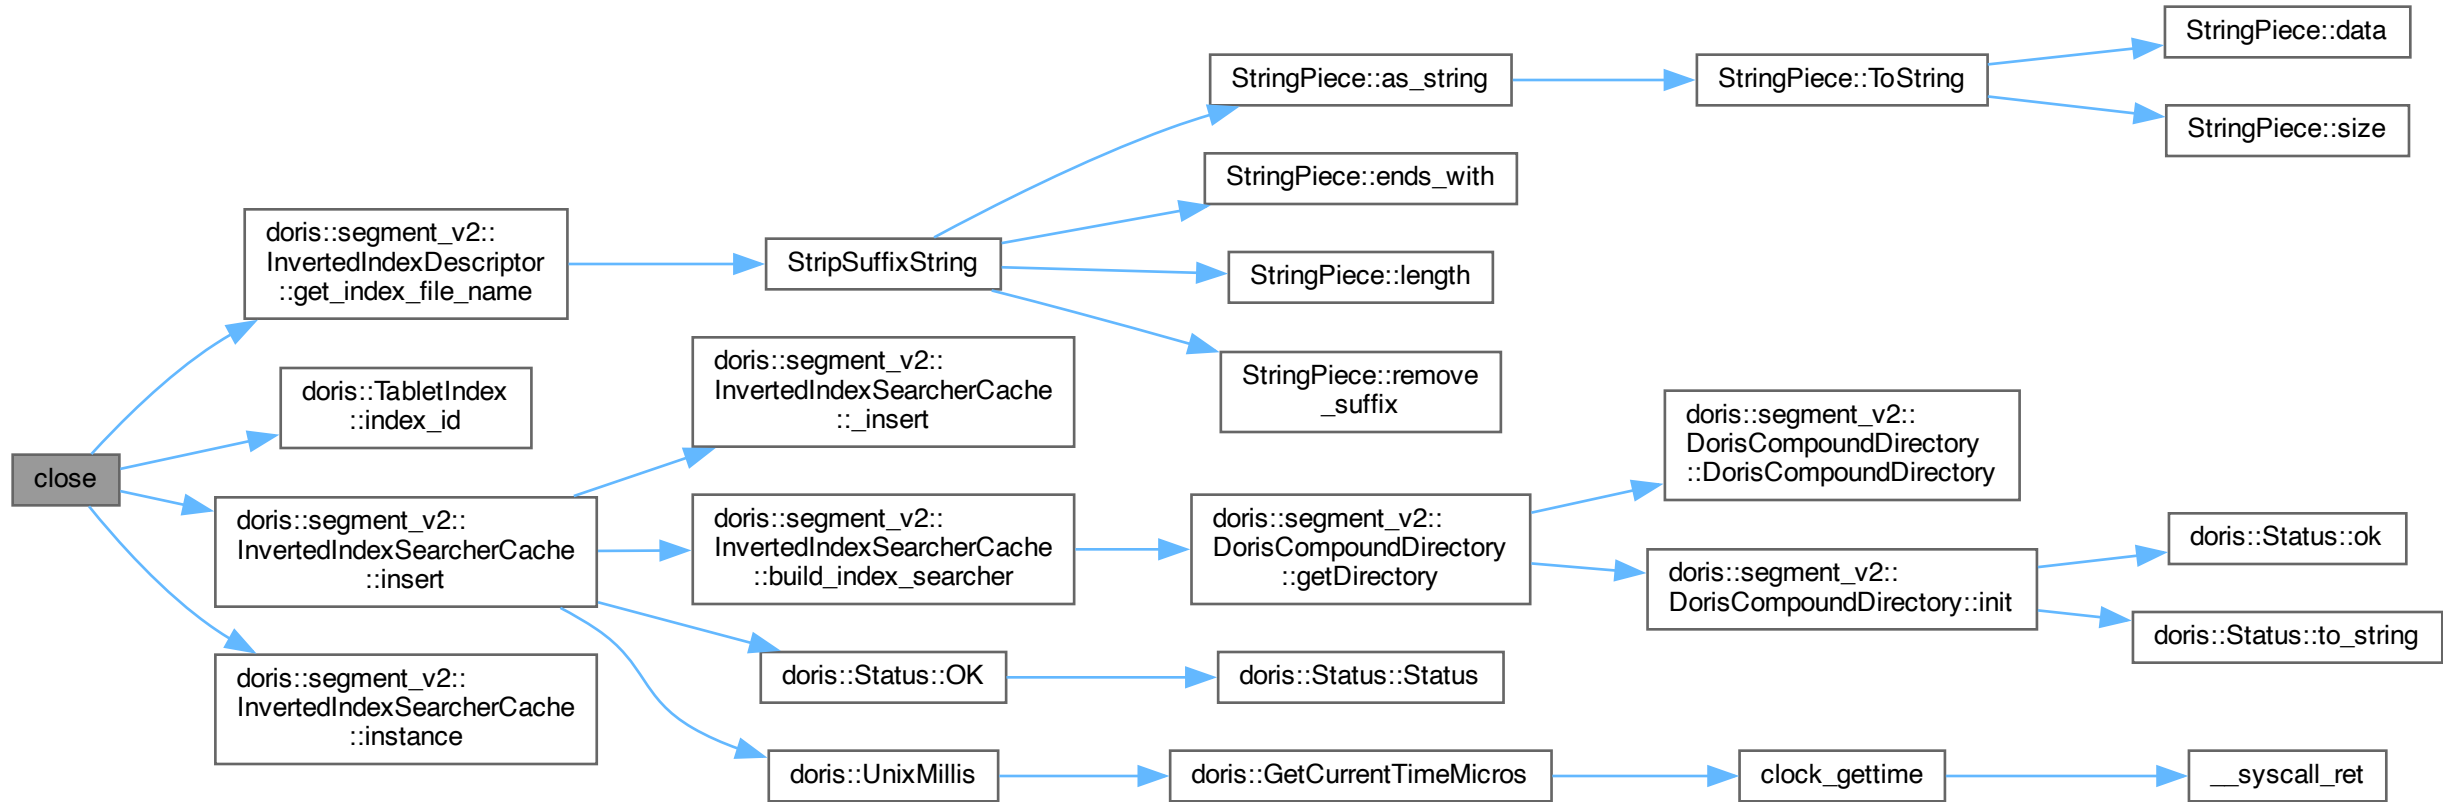 close
doris::segment_v2::
InvertedIndexDescriptor
::get_index_file_name
doris::TabletIndex
::index_id
doris::segment_v2::
InvertedIndexSearcherCache
::insert
doris::segment_v2::
InvertedIndexSearcherCache
::instance
StripSuffixString
doris::segment_v2::
InvertedIndexSearcherCache
::_insert
doris::segment_v2::
InvertedIndexSearcherCache
::build_index_searcher
doris::Status::OK
doris::UnixMillis
StringPiece::as_string
StringPiece::ends_with
StringPiece::length
StringPiece::remove
_suffix
doris::segment_v2::
DorisCompoundDirectory
::getDirectory
doris::Status::Status
doris::GetCurrentTimeMicros
StringPiece::ToString
doris::segment_v2::
DorisCompoundDirectory
::DorisCompoundDirectory
doris::segment_v2::
DorisCompoundDirectory::init
clock_gettime
StringPiece::data
StringPiece::size
doris::Status::ok
doris::Status::to_string
__syscall_ret